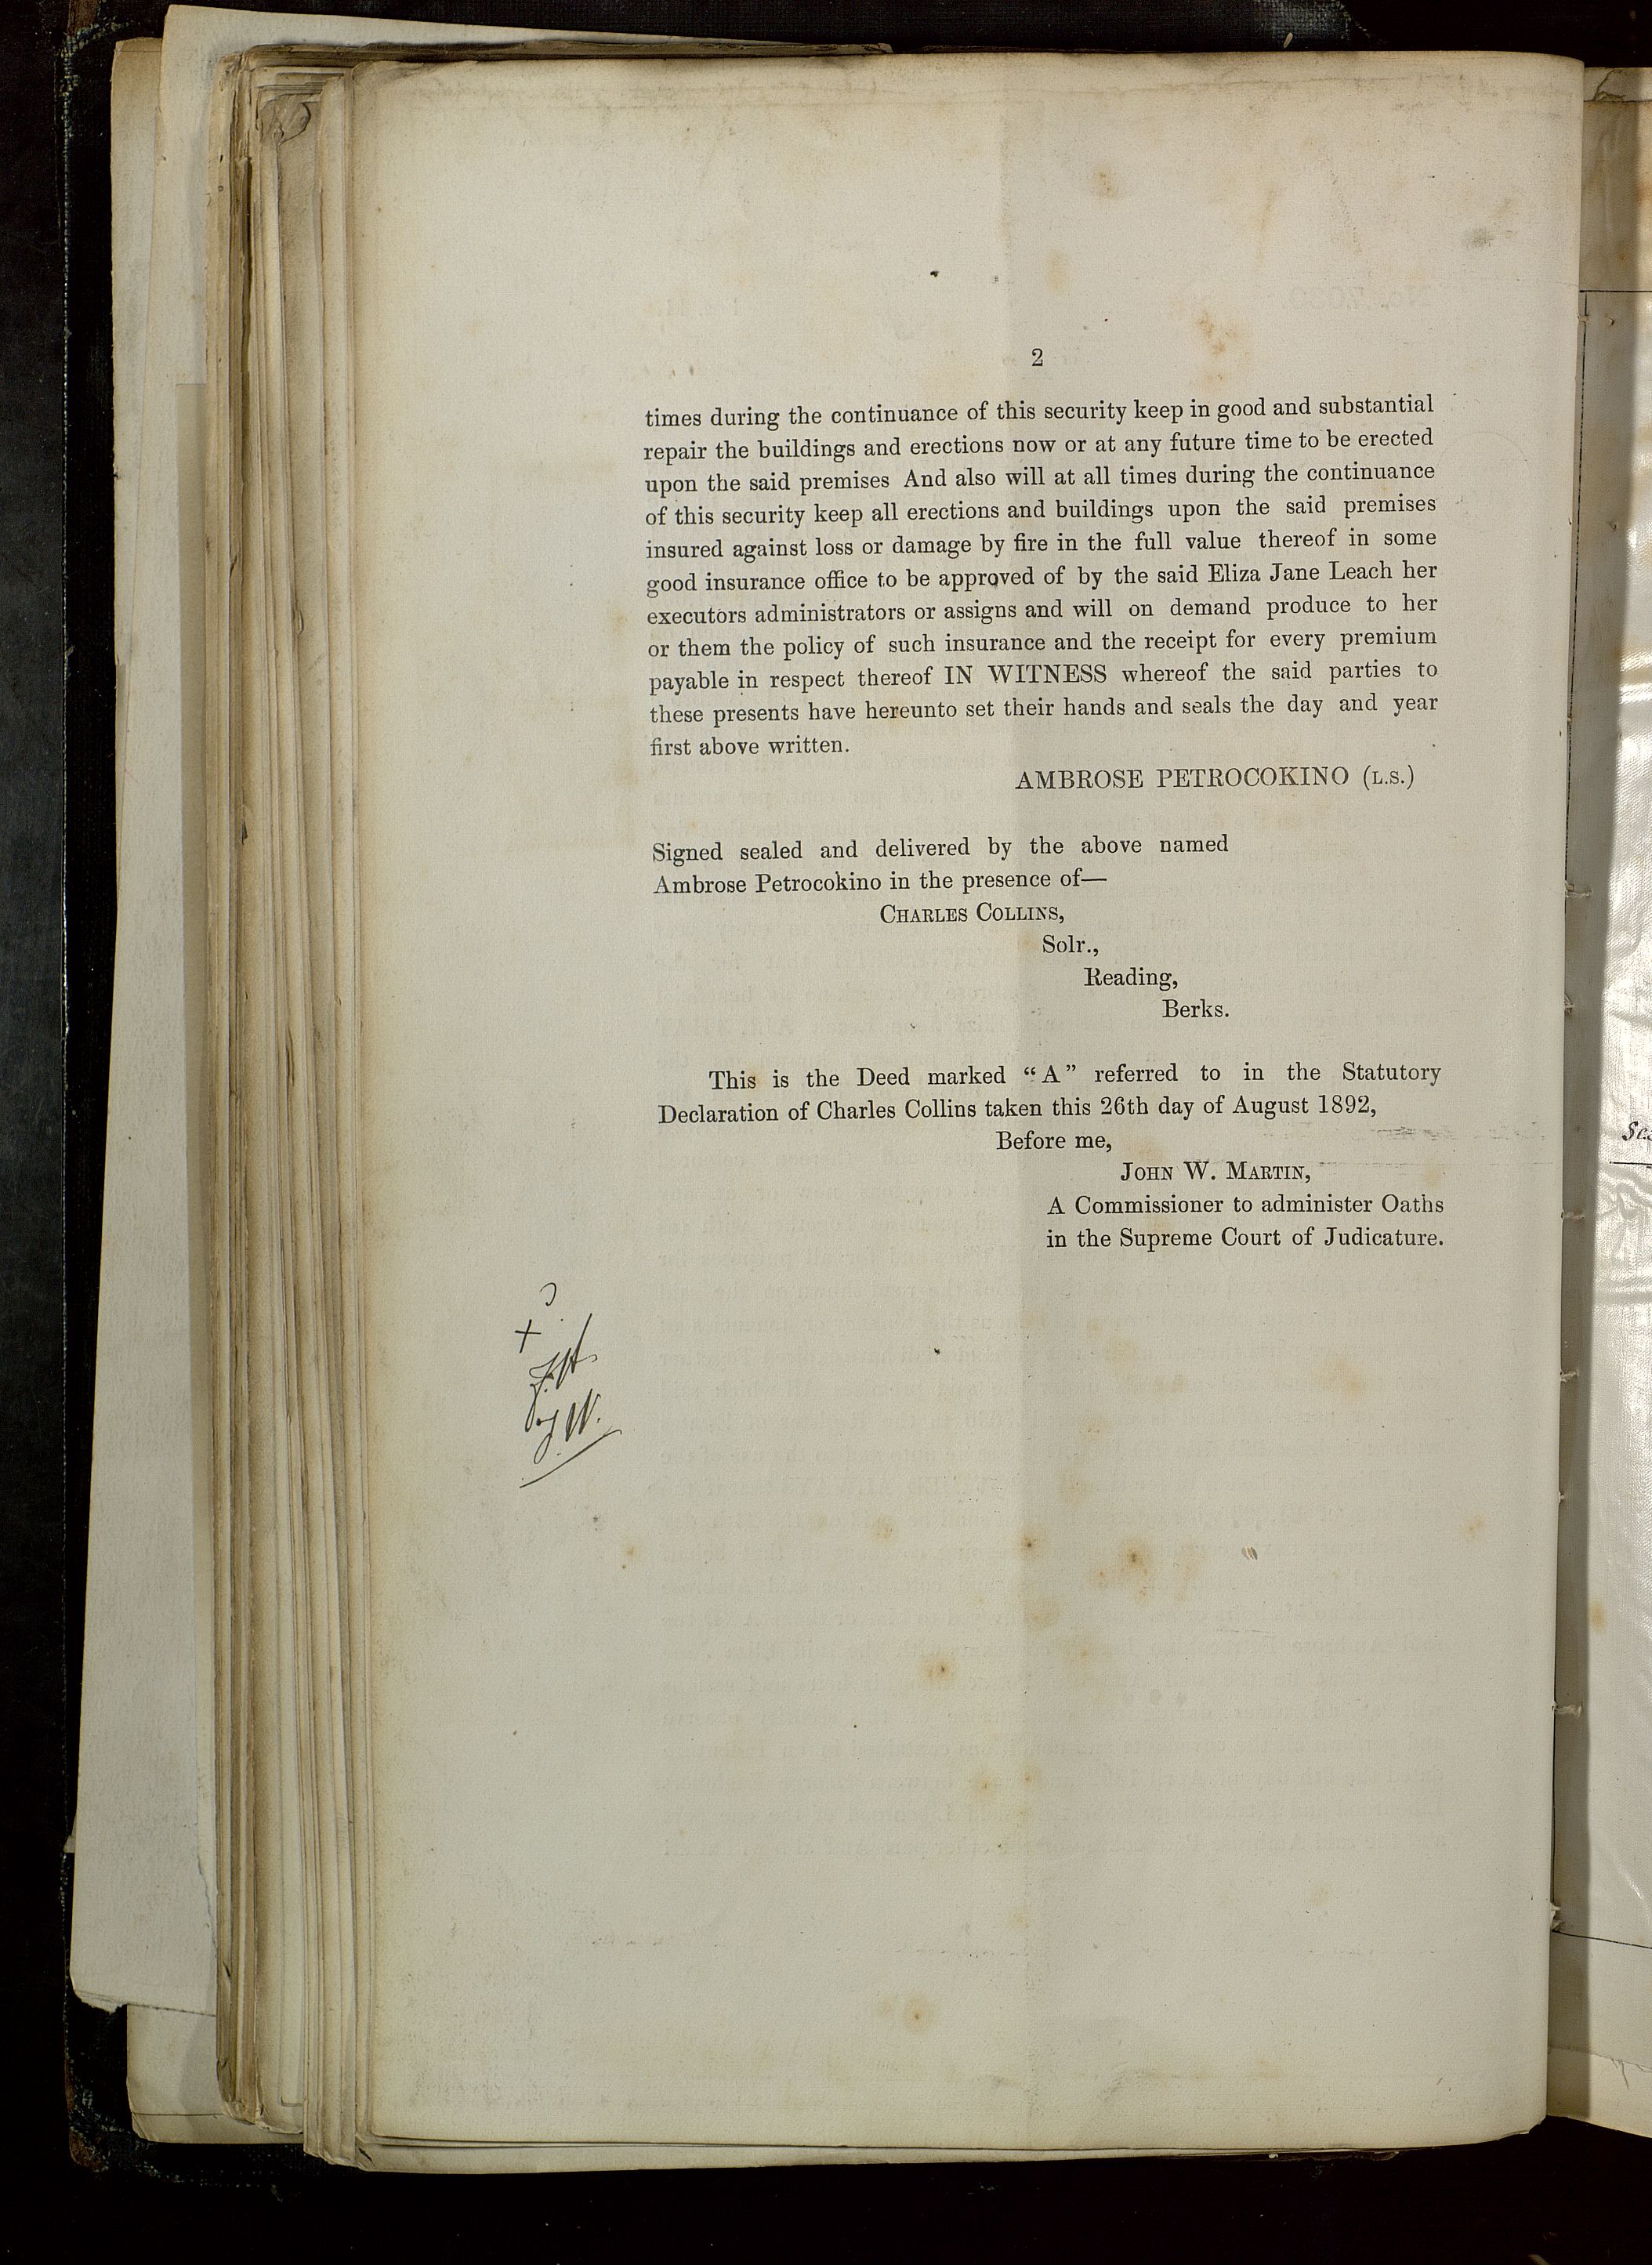 2
times during the continuance of this security keep in good and substantial
repair the buildings and erections now or at any future time to be erected
upon the said premises And also will at all times during the continuance
of this security keep all erections and buildings upon the said premises
insured against loss or damage by fire in the full value thereof in some
good insurance office to be approved of by the said Eliza Jane Leach her
executors administrators or assigns and will on demand produce to her
or them the policy of such insurance and the receipt for every premium
payable in respect thereof IN WITNESS whereof the said parties to
these presents have hereunto set their hands and seals the day and year
first above written.
AMBROSE PETROCOKINO (L.S.)
Signed sealed and delivered by the above named
Ambrose Petrocokino in the presence of—
CHARLES COLLINS,
Solr.,
Reading,
Berks.
This is the Deed marked “A” referred to in the Statutory
Declaration of Charles Collins taken this 26th day of August 1892,
Before me,
JOHN W. MARTIN,
A Commissioner to administer Oaths
in the Supreme Court of Judicature.